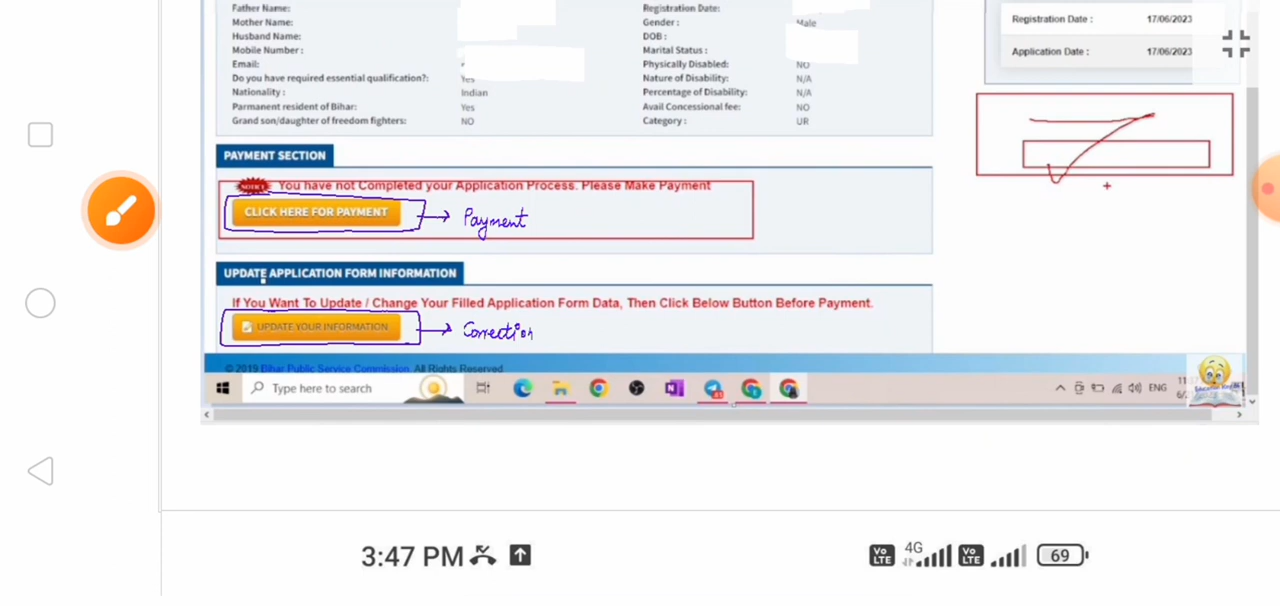 Father Name:
Registration Date:
Mother Name:
Gender :
Male
Husband Name:
DOB :
Mobile Number :
Marital Status :
Email:
Physically Disabled:
NO
Do you have required essential qualification?:
Yes
Nature of Disability:
N/A
Nationality :
Indian
Percentage of Disability:
N/A
Parmanent resident of Bihar:
Yes
Avail Concessional fee:
NO
Grand son/daughter of freedom fighters:
NO
Category :
UR
Registration Date :
17/06/2023
Application Date :
17/06/2023
PAYMENT SECTION
NOTICE
You have not Completed your Application Process. Please Make Payment
CLICK HERE FOR PAYMENT
Payment
UPDATE APPLICATION FORM INFORMATION
If You Want To Update / Change Your Filled Application Form Data, Then Click Below Button Before Payment.
UPDATE YOUR INFORMATION
Correction
© 2019 Bihar Public Service Commission. All Rights Reserved
Type here to search
ENG
3:47 PM
Vo LTE
4G
Vo LTE
69